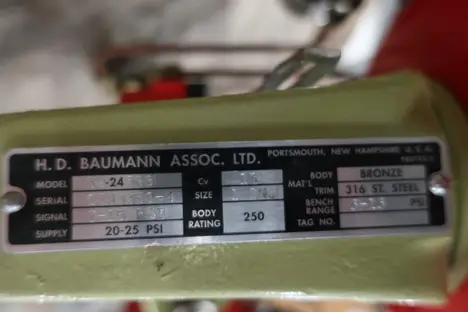 H. D. BAUMANN ASSOC. LTD. PORTSMOUTH, NEW HAMPSHIRE U.S.A.
MODEL -24 Cv MAT'L BODY BRONZE
SERIAL SIZE TRIM 316 ST. STEEL
SIGNAL BODY RATING 250 BENCH RANGE PSI
SUPPLY 20-25 PSI TAG NO.